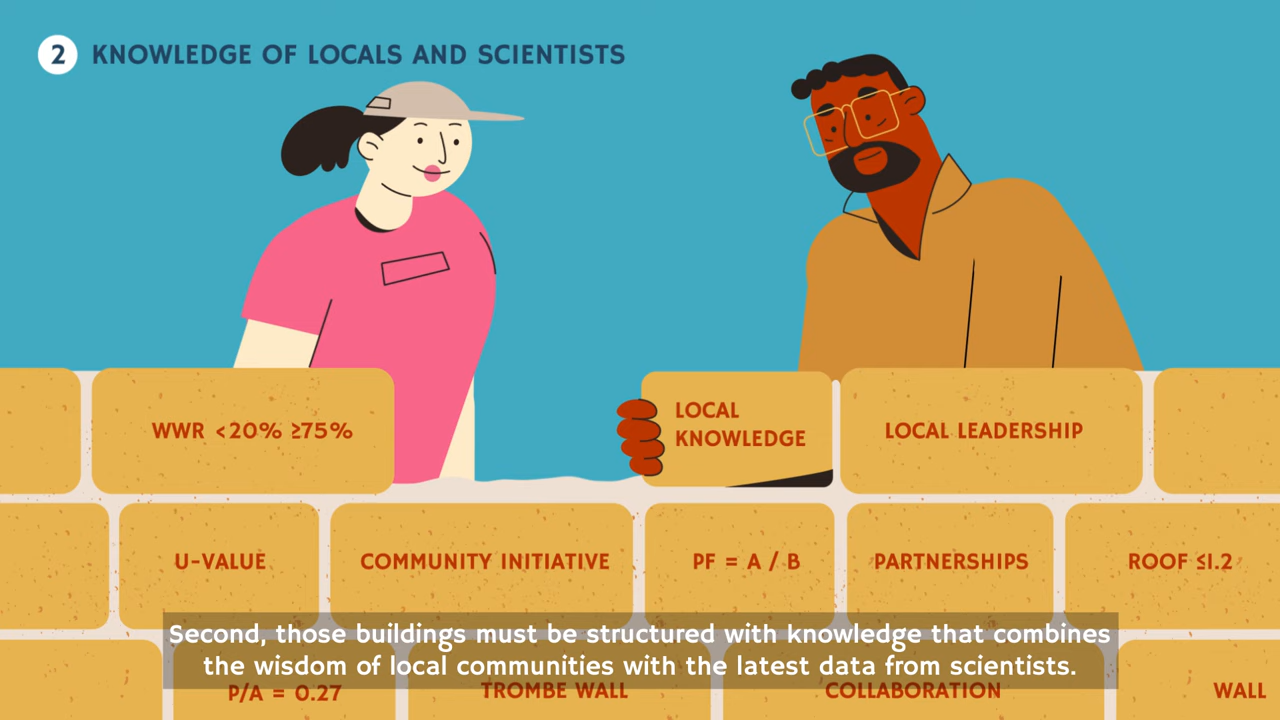 2 KNOWLEDGE OF LOCALS AND SCIENTISTS
WWR <20% ≥75%
LOCAL
KNOWLEDGE
LOCAL LEADERSHIP
U-VALUE
COMMUNITY INITIATIVE
PF = A / B
PARTNERSHIPS
ROOF ≤1.2
Second, those buildings must be structured with knowledge that combines
the wisdom of local communities with the latest data from scientists.
P/A = 0.27
TROMBE WALL
COLLABORATION
WALL